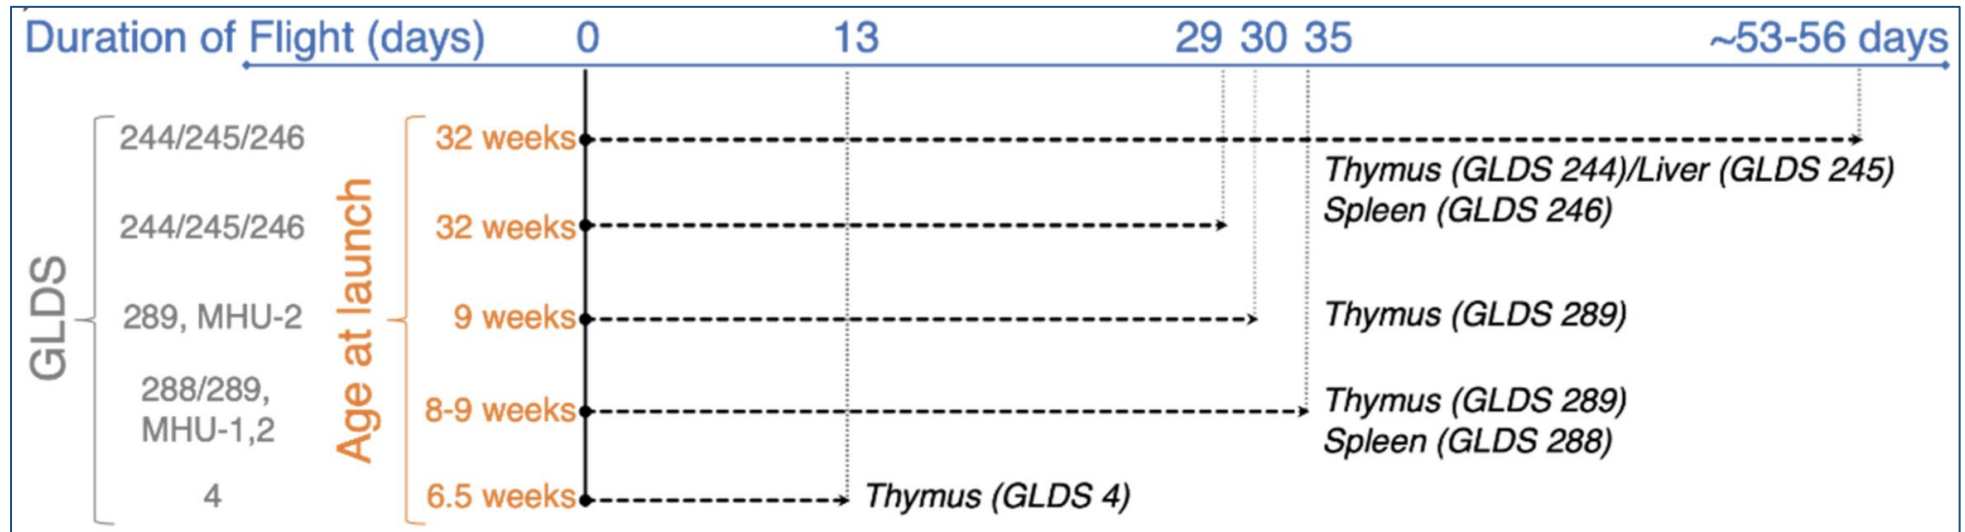 Duration of Flight (days) 0 13 29 30 35 ~53-56 days
GLDS
Age at launch
244/245/246 32 weeks
Thymus (GLDS 244)/Liver (GLDS 245)
Spleen (GLDS 246)
244/245/246 32 weeks
289, MHU-2 9 weeks Thymus (GLDS 289)
288/289,
MHU-1,2
8-9 weeks
Thymus (GLDS 289)
Spleen (GLDS 288)
4 6.5 weeks Thymus (GLDS 4)